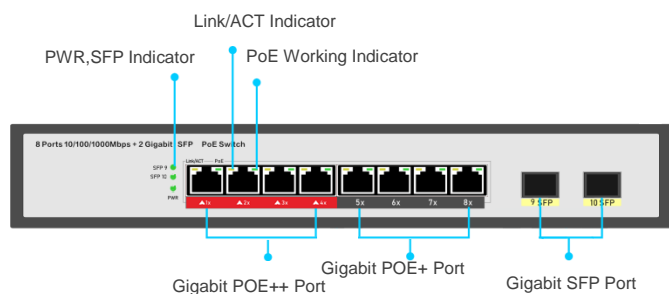 Link/ACT Indicator
PWR,SFP Indicator
PoE Working Indicator
8 Ports 10/100/1000Mbps + 2 Gigabit SFP PoE Switch
Link/ACT PoE
SFP 9
SFP 10
PWR
1x 2x 3x 4x 5x 6x 7x 8x
9 SFP 10 SFP
Gigabit POE++ Port
Gigabit POE+ Port
Gigabit SFP Port